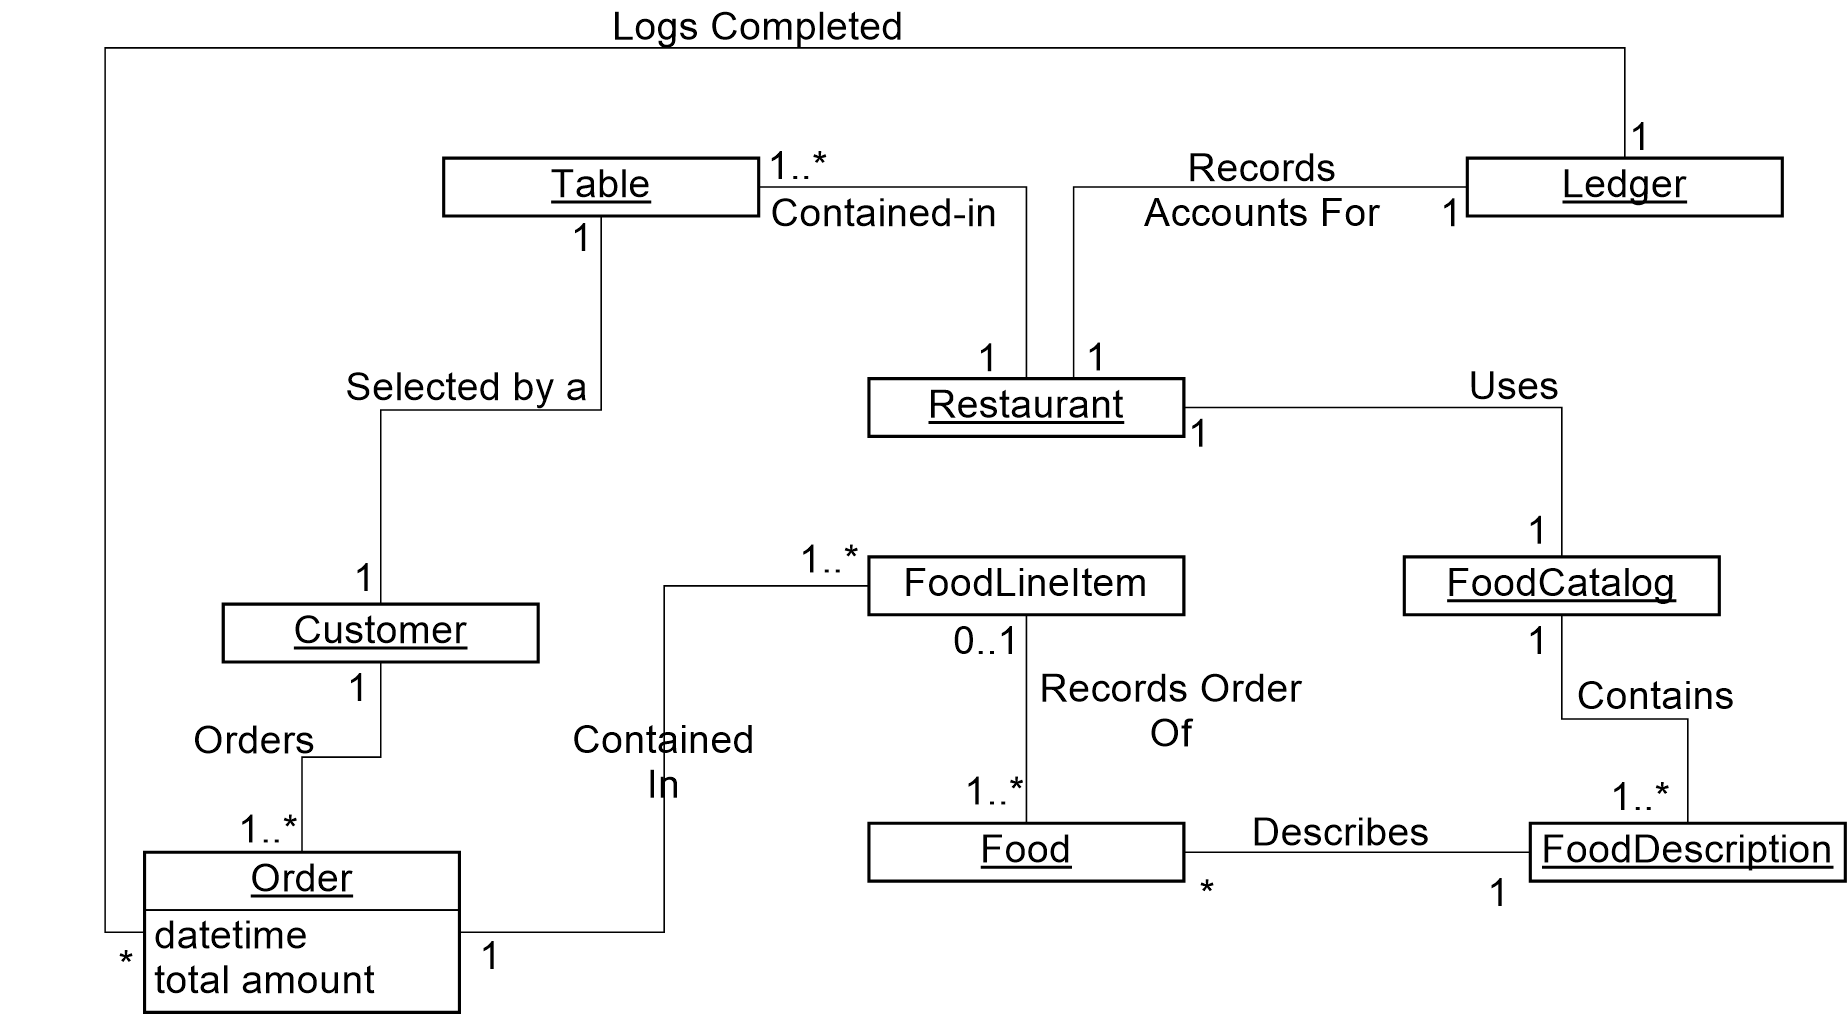 Logs Completed
1
1..*
Table
Records
Ledger
Contained-in
Accounts For
1
1
1
1
Selected by a
Restaurant
Uses
1
1
1..*
1
FoodLineItem
FoodCatalog
Customer
0..1
1
1
Records Order
Of
Contains
Orders
Contained
In
1..*
1..*
1..*
Describes
Food
FoodDescription
Order
*
1
datetime
total amount
*
1